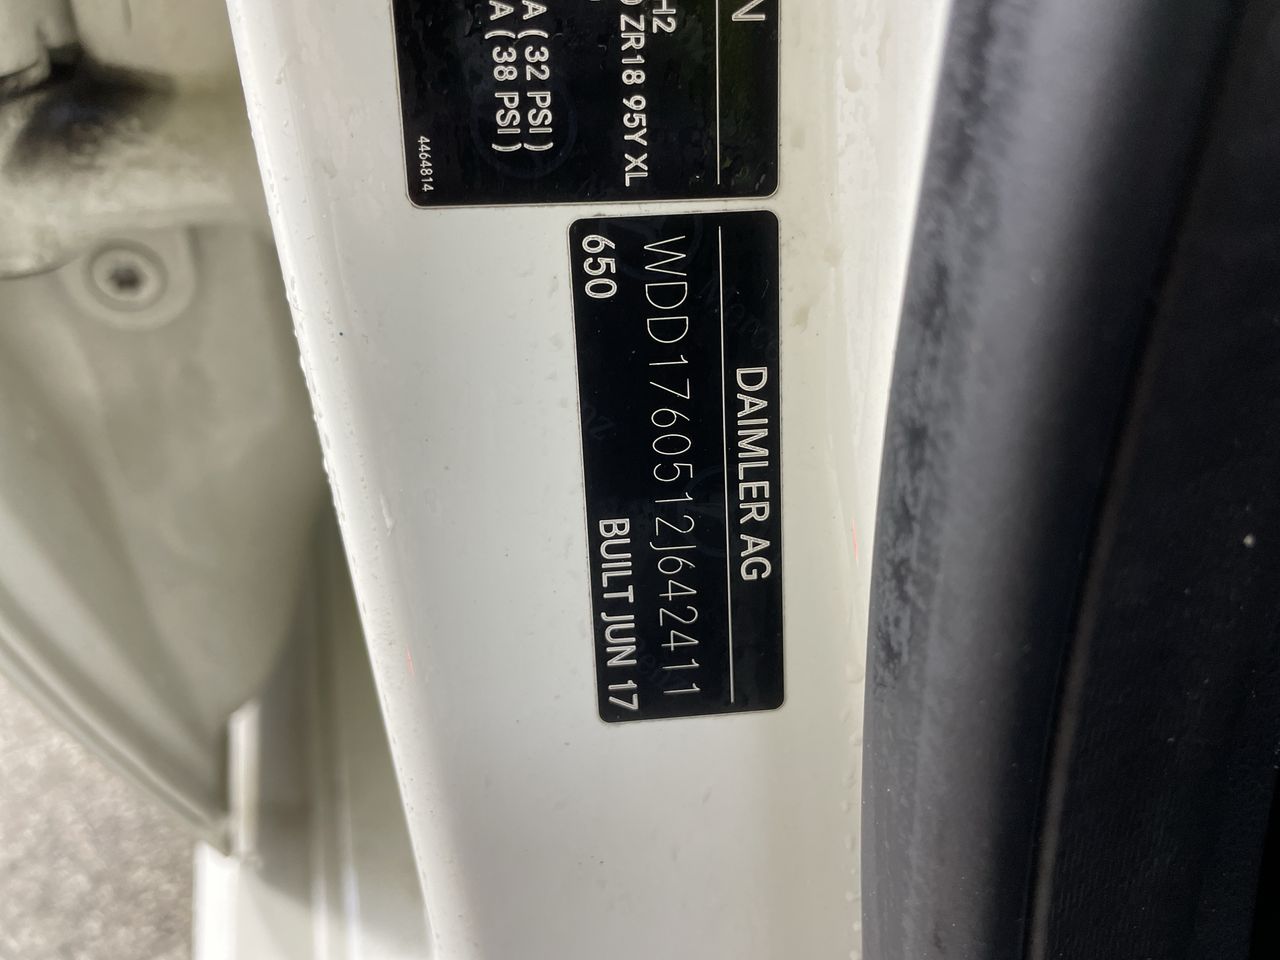 N
H2
ZR18 95Y XL
A ( 32 PSI )
A ( 38 PSI )
4464814
DAIMLER AG
WDD1760512J642411
650 BUILT JUN 17